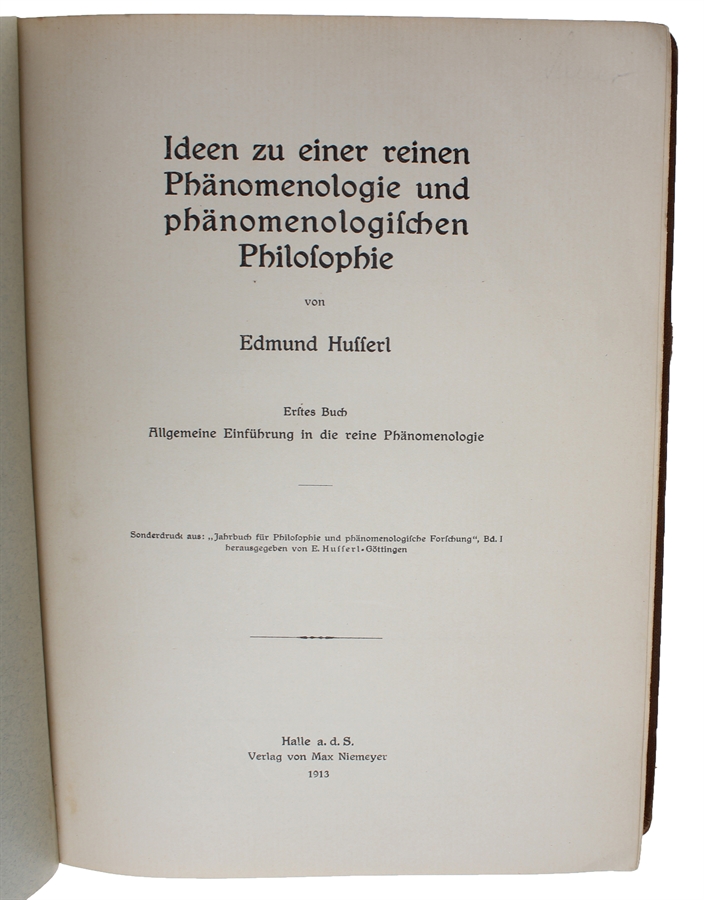 Ideen zu einer reinen
Phänomenologie und
phänomenologiſchen
Philoſophie
von
Edmund Huſſerl
Erſtes Buch
Allgemeine Einführung in die reine Phänomenologie
Sonderdruck aus: „Jahrbuch für Philoſophie und phänomenologiſche Forſchung“, Bd. I
herausgegeben von E. Huſſerl-Göttingen
Halle a. d. S.
Verlag von Max Niemeyer
1913